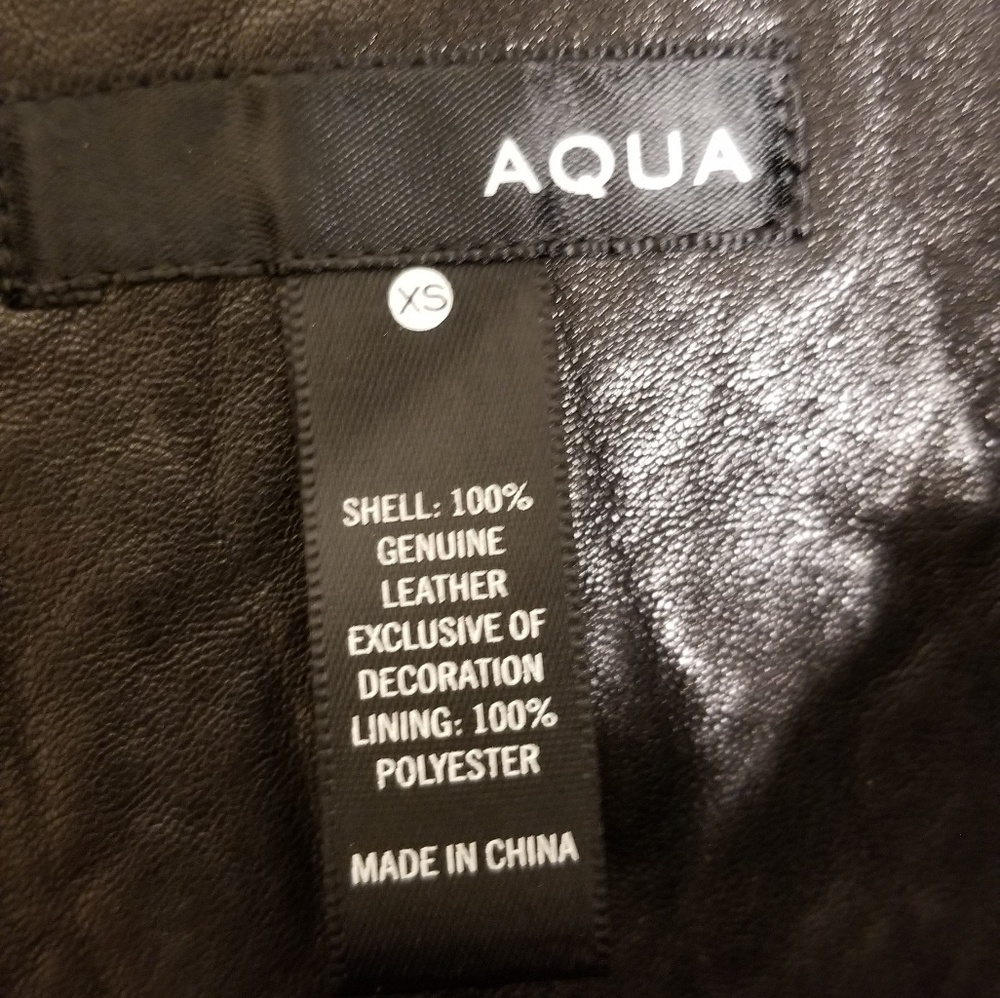 AQUA
XS
SHELL: 100%
GENUINE
LEATHER
EXCLUSIVE OF
DECORATION
LINING: 100%
POLYESTER
MADE IN CHINA